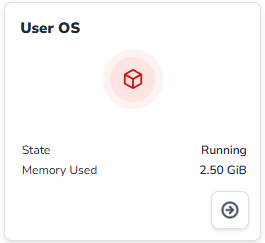 User OS
State Running
Memory Used 2.50 GiB